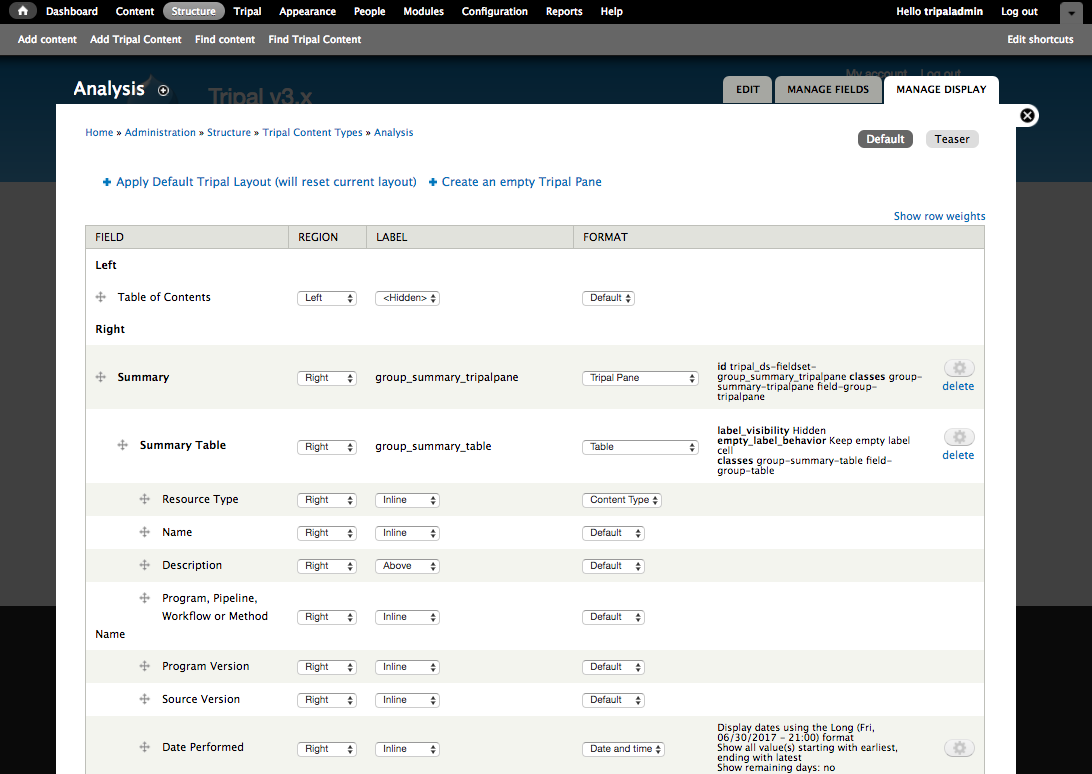 Dashboard Content Structure Tripal Appearance People Modules Configuration Reports Help Hello tripaladmin Log out
Add content Add Tripal Content Find content Find Tripal Content Edit shortcuts
My account Log out
Analysis Tripal v3.x EDIT MANAGE FIELDS MANAGE DISPLAY
Home » Administration » Structure » Tripal Content Types » Analysis
Default Teaser
Apply Default Tripal Layout (will reset current layout) Create an empty Tripal Pane
Show row weights
FIELD REGION LABEL FORMAT
Left
Table of Contents Left <Hidden> Default
Right
Summary Right group_summary_tripalpane Tripal Pane
id tripal_ds-fieldset-
group_summary_tripalpane classes group-
summary-tripalpane field-group-
tripalpane
delete
Summary Table Right group_summary_table Table
label_visibility Hidden
empty_label_behavior Keep empty label
cell
classes group-summary-table field-
group-table
delete
Resource Type Right Inline Content Type
Name Right Inline Default
Description Right Above Default
Program, Pipeline,
Workflow or Method Right Inline Default
Name
Program Version Right Inline Default
Source Version Right Inline Default
Date Performed Right Inline Date and time
Display dates using the Long (Fri,
06/30/2017 - 21:00) format
Show all value(s) starting with earliest,
ending with latest
Show remaining days: no